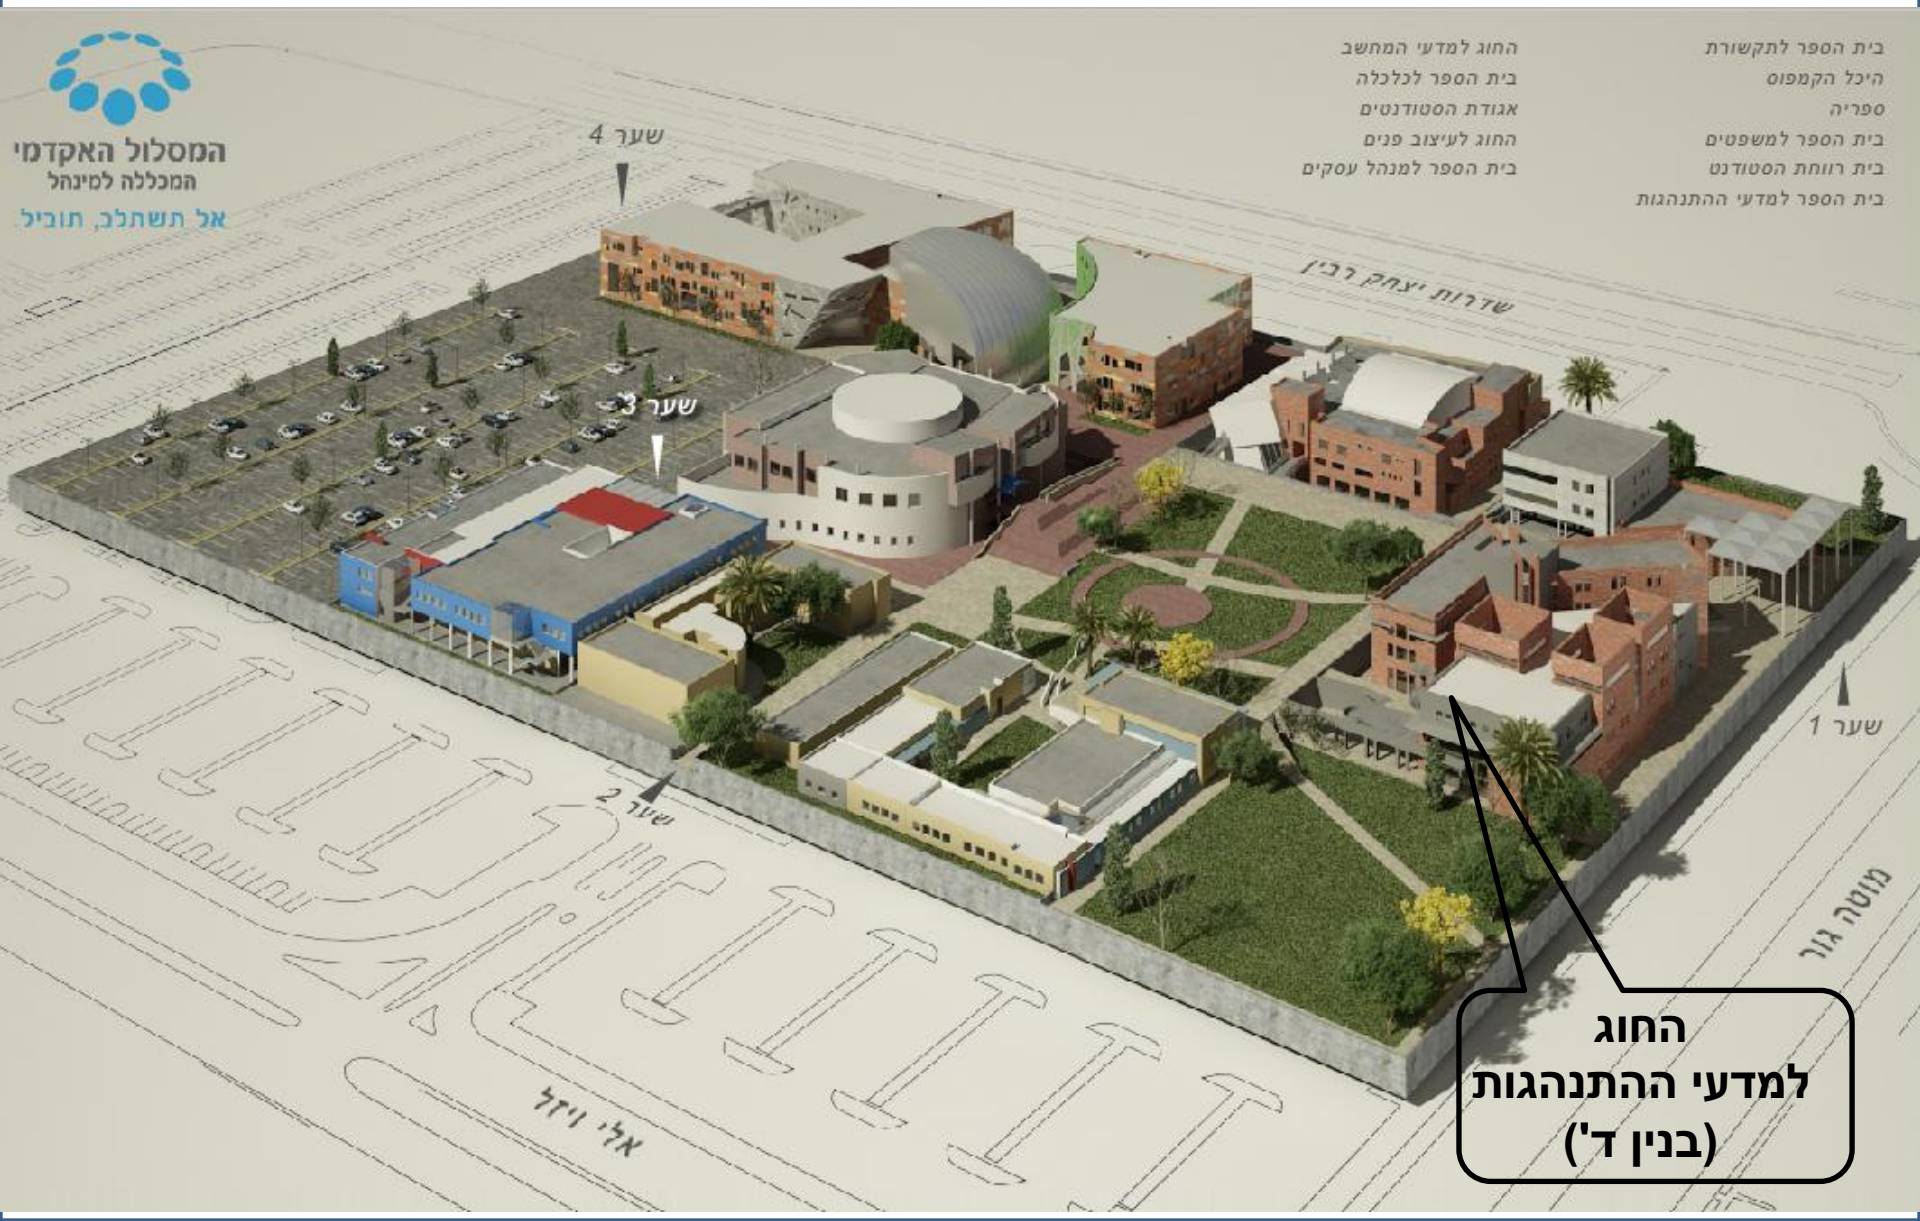 המסלול האקדמי
המכללה למינהל
אל תשתלב, תוביל.
בית הספר לתקשורת
היכל הקמפוס
ספריה
בית הספר למשפטים
בית רווחת הסטודנט
בית הספר למדעי ההתנהגות
החוג למדעי המחשב
בית הספר לכלכלה
אגודת הסטודנטים
החוג לעיצוב פנים
בית הספר למנהל עסקים
שער 4
שדרות יצחק רבין
שער 3
שער 1
שער 2
מוטה גור
אלי ויזל
החוג
למדעי ההתנהגות
(בנין ד')